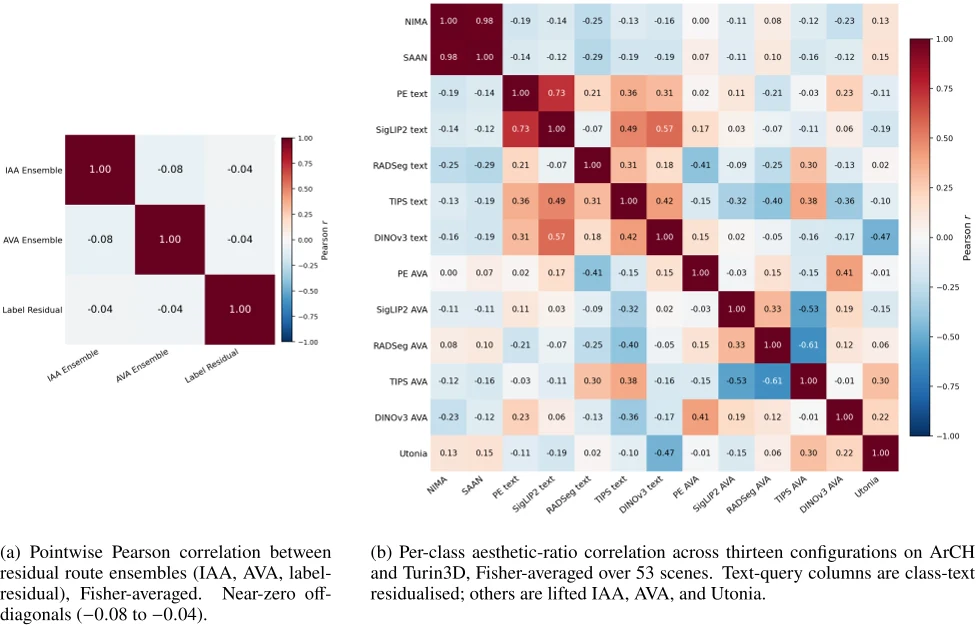 IAA Ensemble 1.00 -0.08 -0.04
AVA Ensemble -0.08 1.00 -0.04
Label Residual -0.04 -0.04 1.00
IAA Ensemble AVA Ensemble Label Residual
1.00
0.75
0.50
0.25
0.00
−0.25
−0.50
−0.75
−1.00
Pearson r
(a) Pointwise Pearson correlation between
residual route ensembles (IAA, AVA, label-
residual), Fisher-averaged. Near-zero off-
diagonals (−0.08 to −0.04).
NIMA 1.00 0.98 -0.19 -0.14 -0.25 -0.13 -0.16 0.00 -0.11 0.08 -0.12 -0.23 0.13
SAAN 0.98 1.00 -0.14 -0.12 -0.29 -0.19 -0.19 0.07 -0.11 0.10 -0.16 -0.12 0.15
PE text -0.19 -0.14 1.00 0.73 0.21 0.36 0.31 0.02 0.11 -0.21 -0.03 0.23 -0.11
SigLIP2 text -0.14 -0.12 0.73 1.00 -0.07 0.49 0.57 0.17 0.03 -0.07 -0.11 0.06 -0.19
RADSeg text -0.25 -0.29 0.21 -0.07 1.00 0.31 0.18 -0.41 -0.09 -0.25 0.30 -0.13 0.02
TIPS text -0.13 -0.19 0.36 0.49 0.31 1.00 0.42 -0.15 -0.32 -0.40 0.38 -0.36 -0.10
DINOv3 text -0.16 -0.19 0.31 0.57 0.18 0.42 1.00 0.15 0.02 -0.05 -0.16 -0.17 -0.47
PE AVA 0.00 0.07 0.02 0.17 -0.41 -0.15 0.15 1.00 -0.03 0.15 -0.15 0.41 -0.01
SigLIP2 AVA -0.11 -0.11 0.11 0.03 -0.09 -0.32 0.02 -0.03 1.00 0.33 -0.53 0.19 -0.15
RADSeg AVA 0.08 0.10 -0.21 -0.07 -0.25 -0.40 -0.05 0.15 0.33 1.00 -0.61 0.12 0.06
TIPS AVA -0.12 -0.16 -0.03 -0.11 0.30 0.38 -0.16 -0.15 -0.53 -0.61 1.00 -0.01 0.30
DINOv3 AVA -0.23 -0.12 0.23 0.06 -0.13 -0.36 -0.17 0.41 0.19 0.12 -0.01 1.00 0.22
Utonia 0.13 0.15 -0.11 -0.19 0.02 -0.10 -0.47 -0.01 -0.15 0.06 0.30 0.22 1.00
NIMA SAAN PE text SigLIP2 text RADSeg text TIPS text DINOv3 text PE AVA SigLIP2 AVA RADSeg AVA TIPS AVA DINOv3 AVA Utonia
1.00
0.75
0.50
0.25
0.00
−0.25
−0.50
−0.75
−1.00
Pearson r
(b) Per-class aesthetic-ratio correlation across thirteen configurations on ArCH
and Turin3D, Fisher-averaged over 53 scenes. Text-query columns are class-text
residualised; others are lifted IAA, AVA, and Utonia.